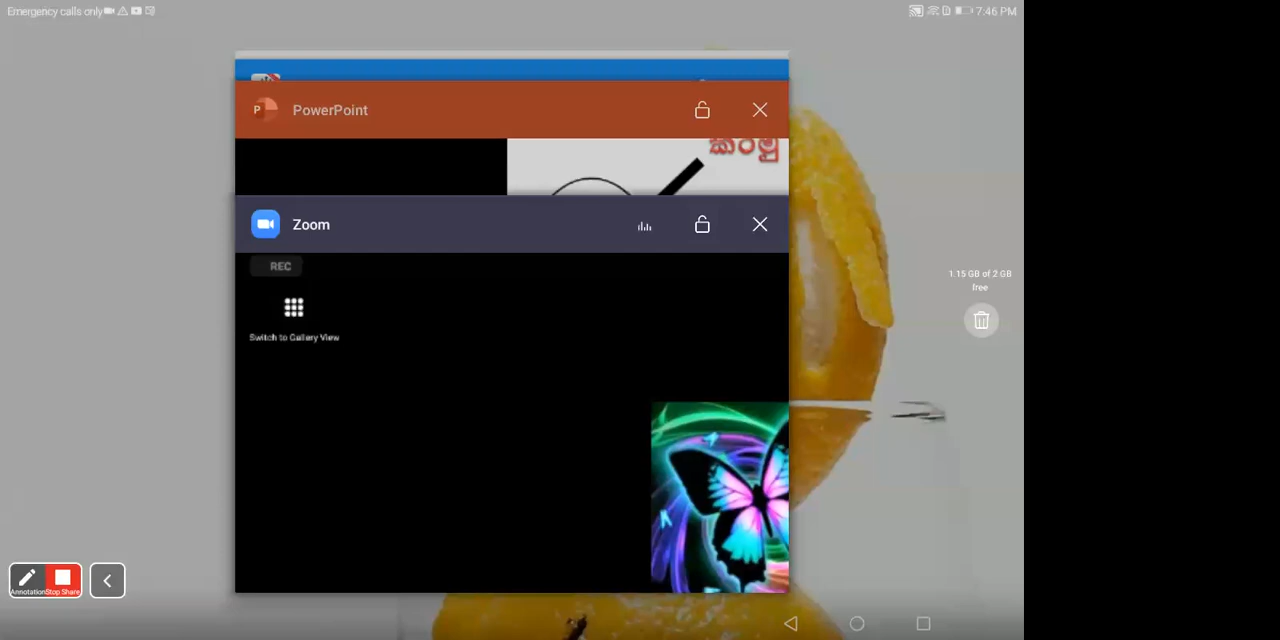 Emergency calls only
7:46 PM
PowerPoint
කරමු
Zoom
REC
Switch to Gallery View
1.15 GB of 2 GB
free
Annotation Stop Share